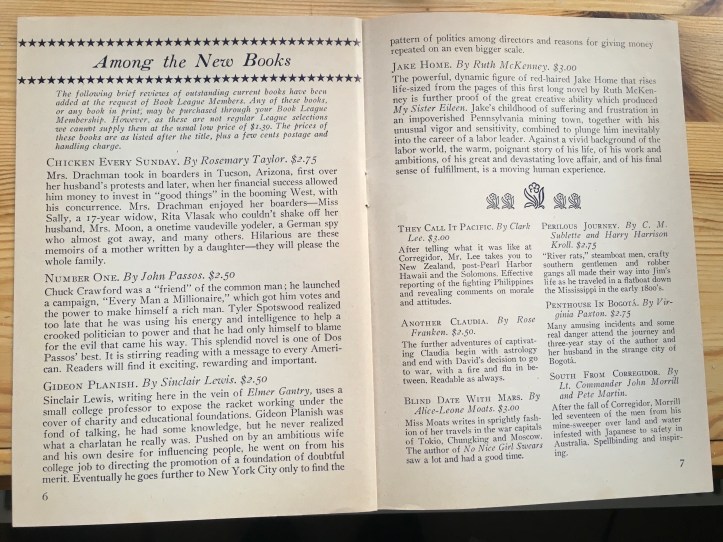 Among the New Books
The following brief reviews of outstanding current books have been
added at the request of Book League Members. Any of these books,
or any book in print, may be purchased through your Book League
Membership. However, as these are not regular League selections
we cannot supply them at the usual low price of $1.39. The prices of
these books are as listed after the title, plus a few cents postage and
handling charge.
CHICKEN EVERY SUNDAY. By Rosemary Taylor. $2.75
Mrs. Drachman took in boarders in Tucson, Arizona, first over
her husband's protests and later, when her financial success allowed
him money to invest in "good things" in the booming West, with
his concurrence. Mrs. Drachman enjoyed her boarders—Miss
Sally, a 17-year widow, Rita Vlasak who couldn't shake off her
husband, Mrs. Moon, a onetime vaudeville yodeler, a German spy
who almost got away, and many others. Hilarious are these
memoirs of a mother written by a daughter—they will please the
whole family.
NUMBER ONE. By John Passos. $2.50
Chuck Crawford was a "friend" of the common man; he launched
a campaign, "Every Man a Millionaire," which got him votes and
the power to make himself a rich man. Tyler Spotswood realized
too late that he was using his energy and intelligence to help a
crooked politician to power and that he had only himself to blame
for the evil that came his way. This splendid novel is one of Dos
Passos' best. It is stirring reading with a message to every Ameri-
can. Readers will find it exciting, rewarding and important.
GIDEON PLANISH. By Sinclair Lewis. $2.50
Sinclair Lewis, writing here in the vein of Elmer Gantry, uses a
small college professor to expose the racket working under the
cover of charity and educational foundations. Gideon Planish was
fond of talking, he had some knowledge, but he never realized
what a charlatan he really was. Pushed on by an ambitious wife
and his own desire for influencing people, he went on from his
college job to directing the promotion of a foundation of doubtful
merit. Eventually he goes further to New York City only to find the
6
pattern of politics among directors and reasons for giving money
repeated on an even bigger scale.
JAKE HOME. By Ruth McKenney. $3.00
The powerful, dynamic figure of red-haired Jake Home that rises
life-sized from the pages of this first long novel by Ruth McKen-
ney is further proof of the great creative ability which produced
My Sister Eileen. Jake's childhood of suffering and frustration in
an impoverished Pennsylvania mining town, together with his
unusual vigor and sensitivity, combined to plunge him inevitably
into the career of a labor leader. Against a vivid background of the
labor world, the warm, poignant story of his life, of his work and
ambitions, of his great and devastating love affair, and of his final
sense of fulfillment, is a moving human experience.
THEY CALL IT PACIFIC. By Clark
Lee. $3.00
After telling what it was like at
Corregidor, Mr. Lee takes you to
New Zealand, post-Pearl Harbor
Hawaii and the Solomons. Effective
reporting of the fighting Philippines
and revealing comments on morale
and attitudes.
ANOTHER CLAUDIA. By Rose
Franken. $2.50.
The further adventures of captivat-
ing Claudia begin with astrology
and end with David's decision to go
to war, with a fire and flu in be-
tween. Readable as always.
BLIND DATE WITH MARS. By
Alice-Leone Moats. $3.00
Miss Moats writes in sprightly fash-
ion of her travels in the war capitals
of Tokio, Chungking and Moscow.
The author of No Nice Girl Swears
saw a lot and had a good time.
PERILOUS JOURNEY. By C. M.
Sublette and Harry Harrison
Kroll. $2.75
"River rats," steamboat men, crafty
southern gentlemen and robber
gangs all made their way into Jim's
life as he traveled in a flatboat down
the Mississippi in the early 1800's.
PENTHOUSE IN BOGOTÁ. By Vir-
ginia Paxton. $2.75
Many amusing incidents and some
real danger attend the journey and
three-year stay of the author and
her husband in the strange city of
Bogotá.
SOUTH FROM CORREGIDOR. By
Lt. Commander John Morrill
and Pete Martin.
After the fall of Corregidor, Morrill
led seventeen of the men from his
mine-sweeper over land and water
infested with Japanese to safety in
Australia. Spellbinding and inspir-
ing.
7